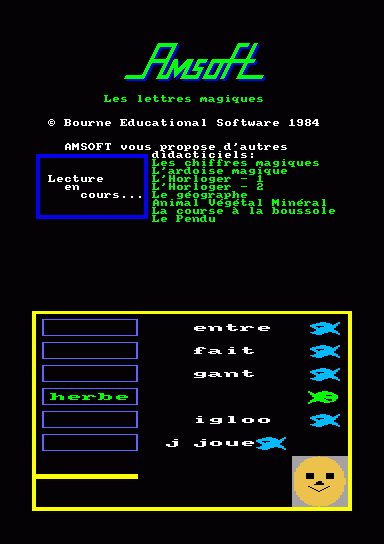 Amsoft
Les lettres magiques
© Bourne Educational Software 1984
AMSOFT vous propose d'autres
didacticiels:
Les chiffres magiques
L'ardoise magique
L'Horloger - 1
L'Horloger - 2
Le géographe
Animal Végétal Minéral
La course à la boussole
Le Pendu
Lecture
en
cours...
entre
fait
gant
herbe
igloo
j joue